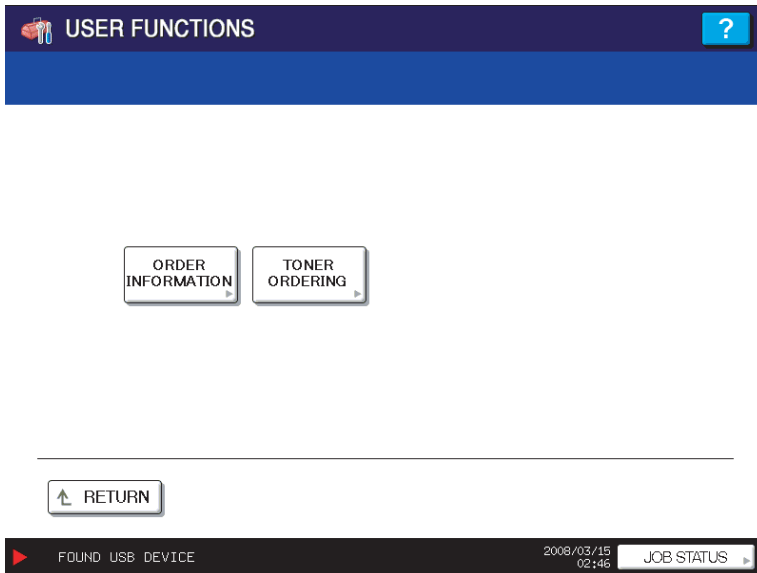 USER FUNCTIONS
?
ORDER
INFORMATION
TONER
ORDERING
RETURN
FOUND USB DEVICE
2008/03/15
02:46
JOB STATUS